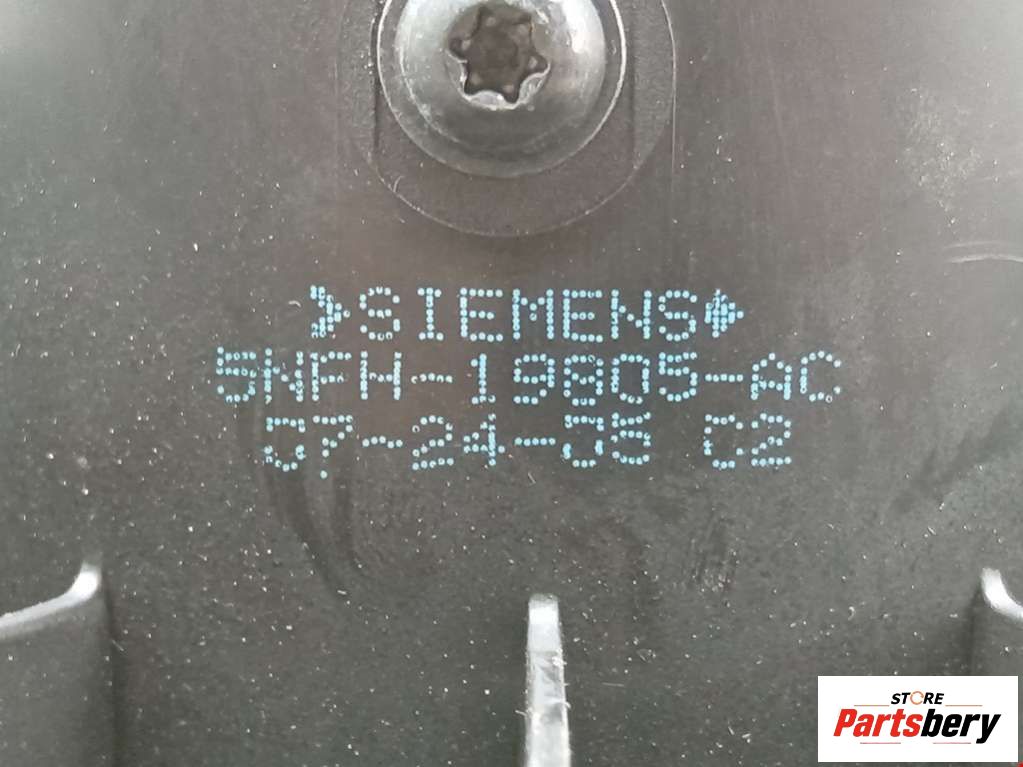 SIEMENS
5NFH-19805-AC
07-24-05 C2
STORE
Partsbery